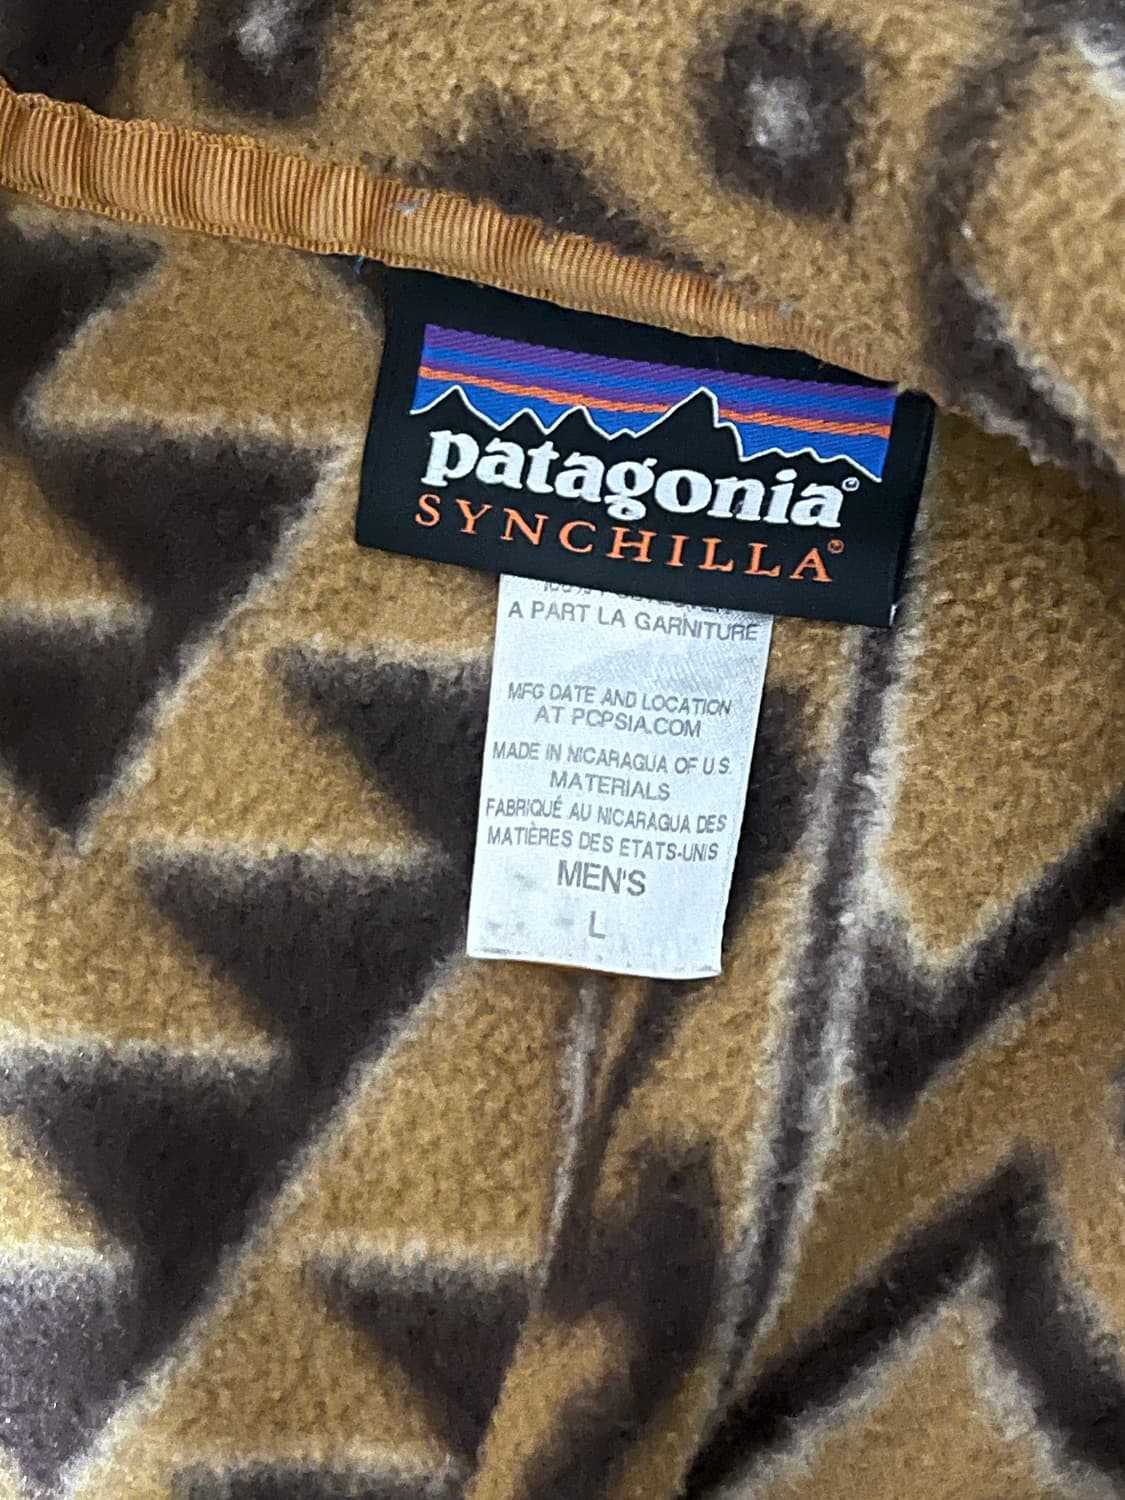 patagonia®
SYNCHILLA®
A PART LA GARNITURE
MFG DATE AND LOCATION
AT PCPSIA.COM
MADE IN NICARAGUA OF U.S.
MATERIALS
FABRIQUÉ AU NICARAGUA DES
MATIÈRES DES ETATS-UNIS
MEN'S
L